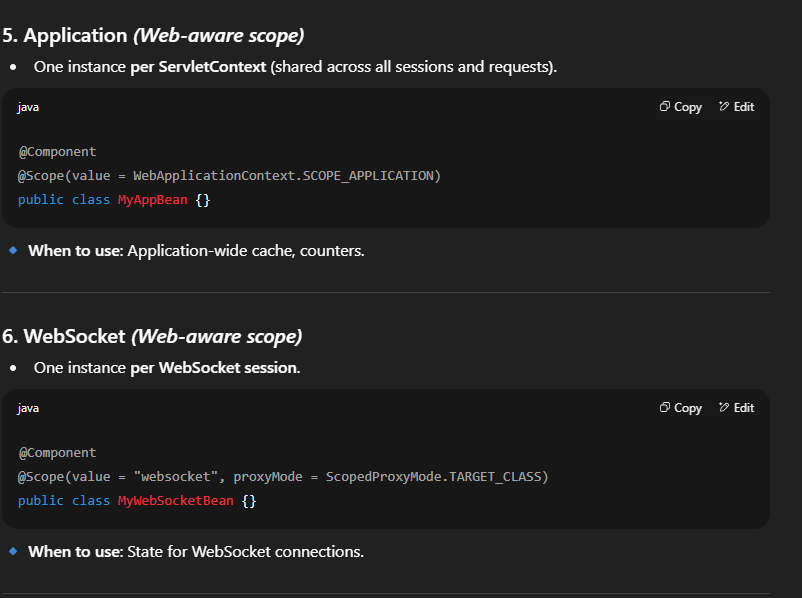 5. Application (Web-aware scope)
• One instance per ServletContext (shared across all sessions and requests).
java Copy Edit
@Component
@Scope(value = WebApplicationContext.SCOPE_APPLICATION)
public class MyAppBean {}
When to use: Application-wide cache, counters.
6. WebSocket (Web-aware scope)
• One instance per WebSocket session.
java Copy Edit
@Component
@Scope(value = "websocket", proxyMode = ScopedProxyMode.TARGET_CLASS)
public class MyWebSocketBean {}
When to use: State for WebSocket connections.